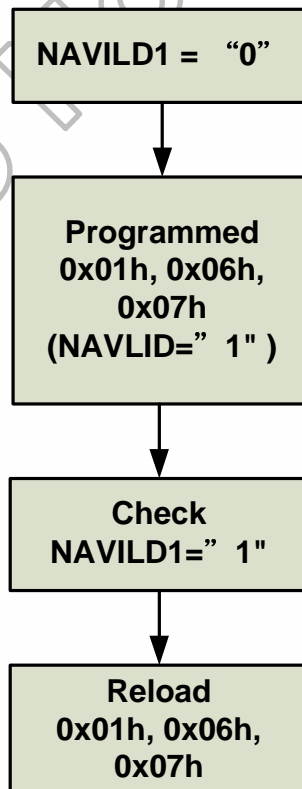 NAVILD1 = “0”
Programmed
0x01h, 0x06h,
0x07h
(NAVLID=” 1" )
Check
NAVILD1=” 1"
Reload
0x01h, 0x06h,
0x07h